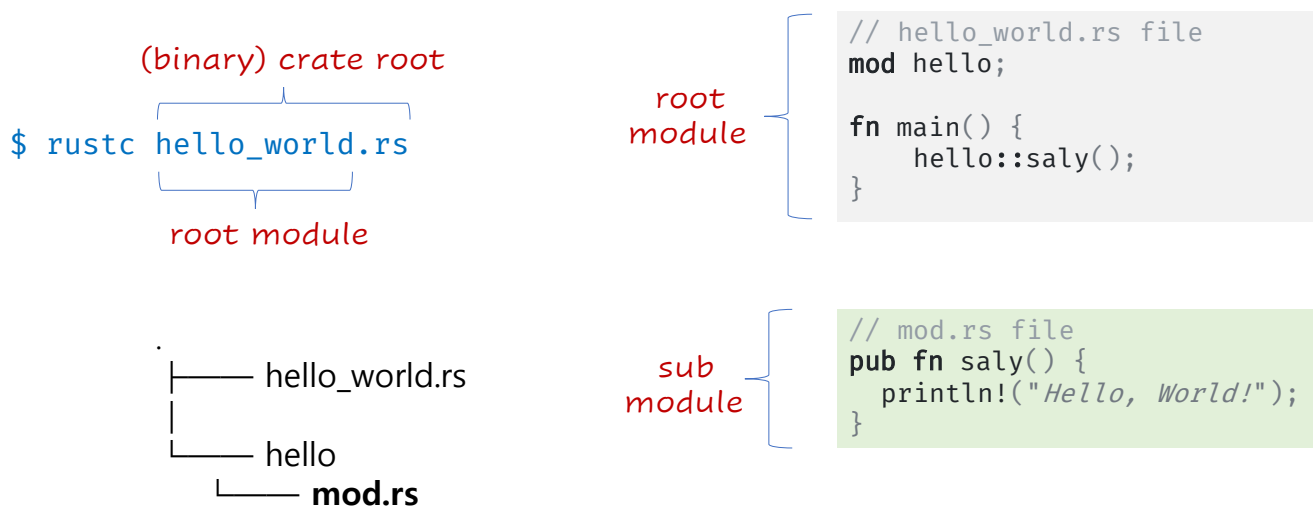 (binary) crate root
$ rustc hello_world.rs
root module
// hello_world.rs file
mod hello;
fn main() {
hello::saly();
}
root
module
.
├── hello_world.rs
|
└── hello
└── mod.rs
// mod.rs file
pub fn saly() {
println!("Hello, World!");
}
sub
module